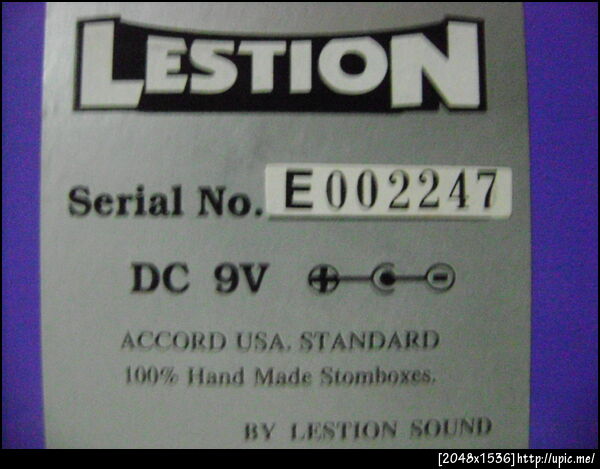 LESTION
Serial No. E002247
DC 9V + -
ACCORD USA. STANDARD
100% Hand Made Stomboxes.
BY LESTION SOUND
[2048x1536]http://upic.me/